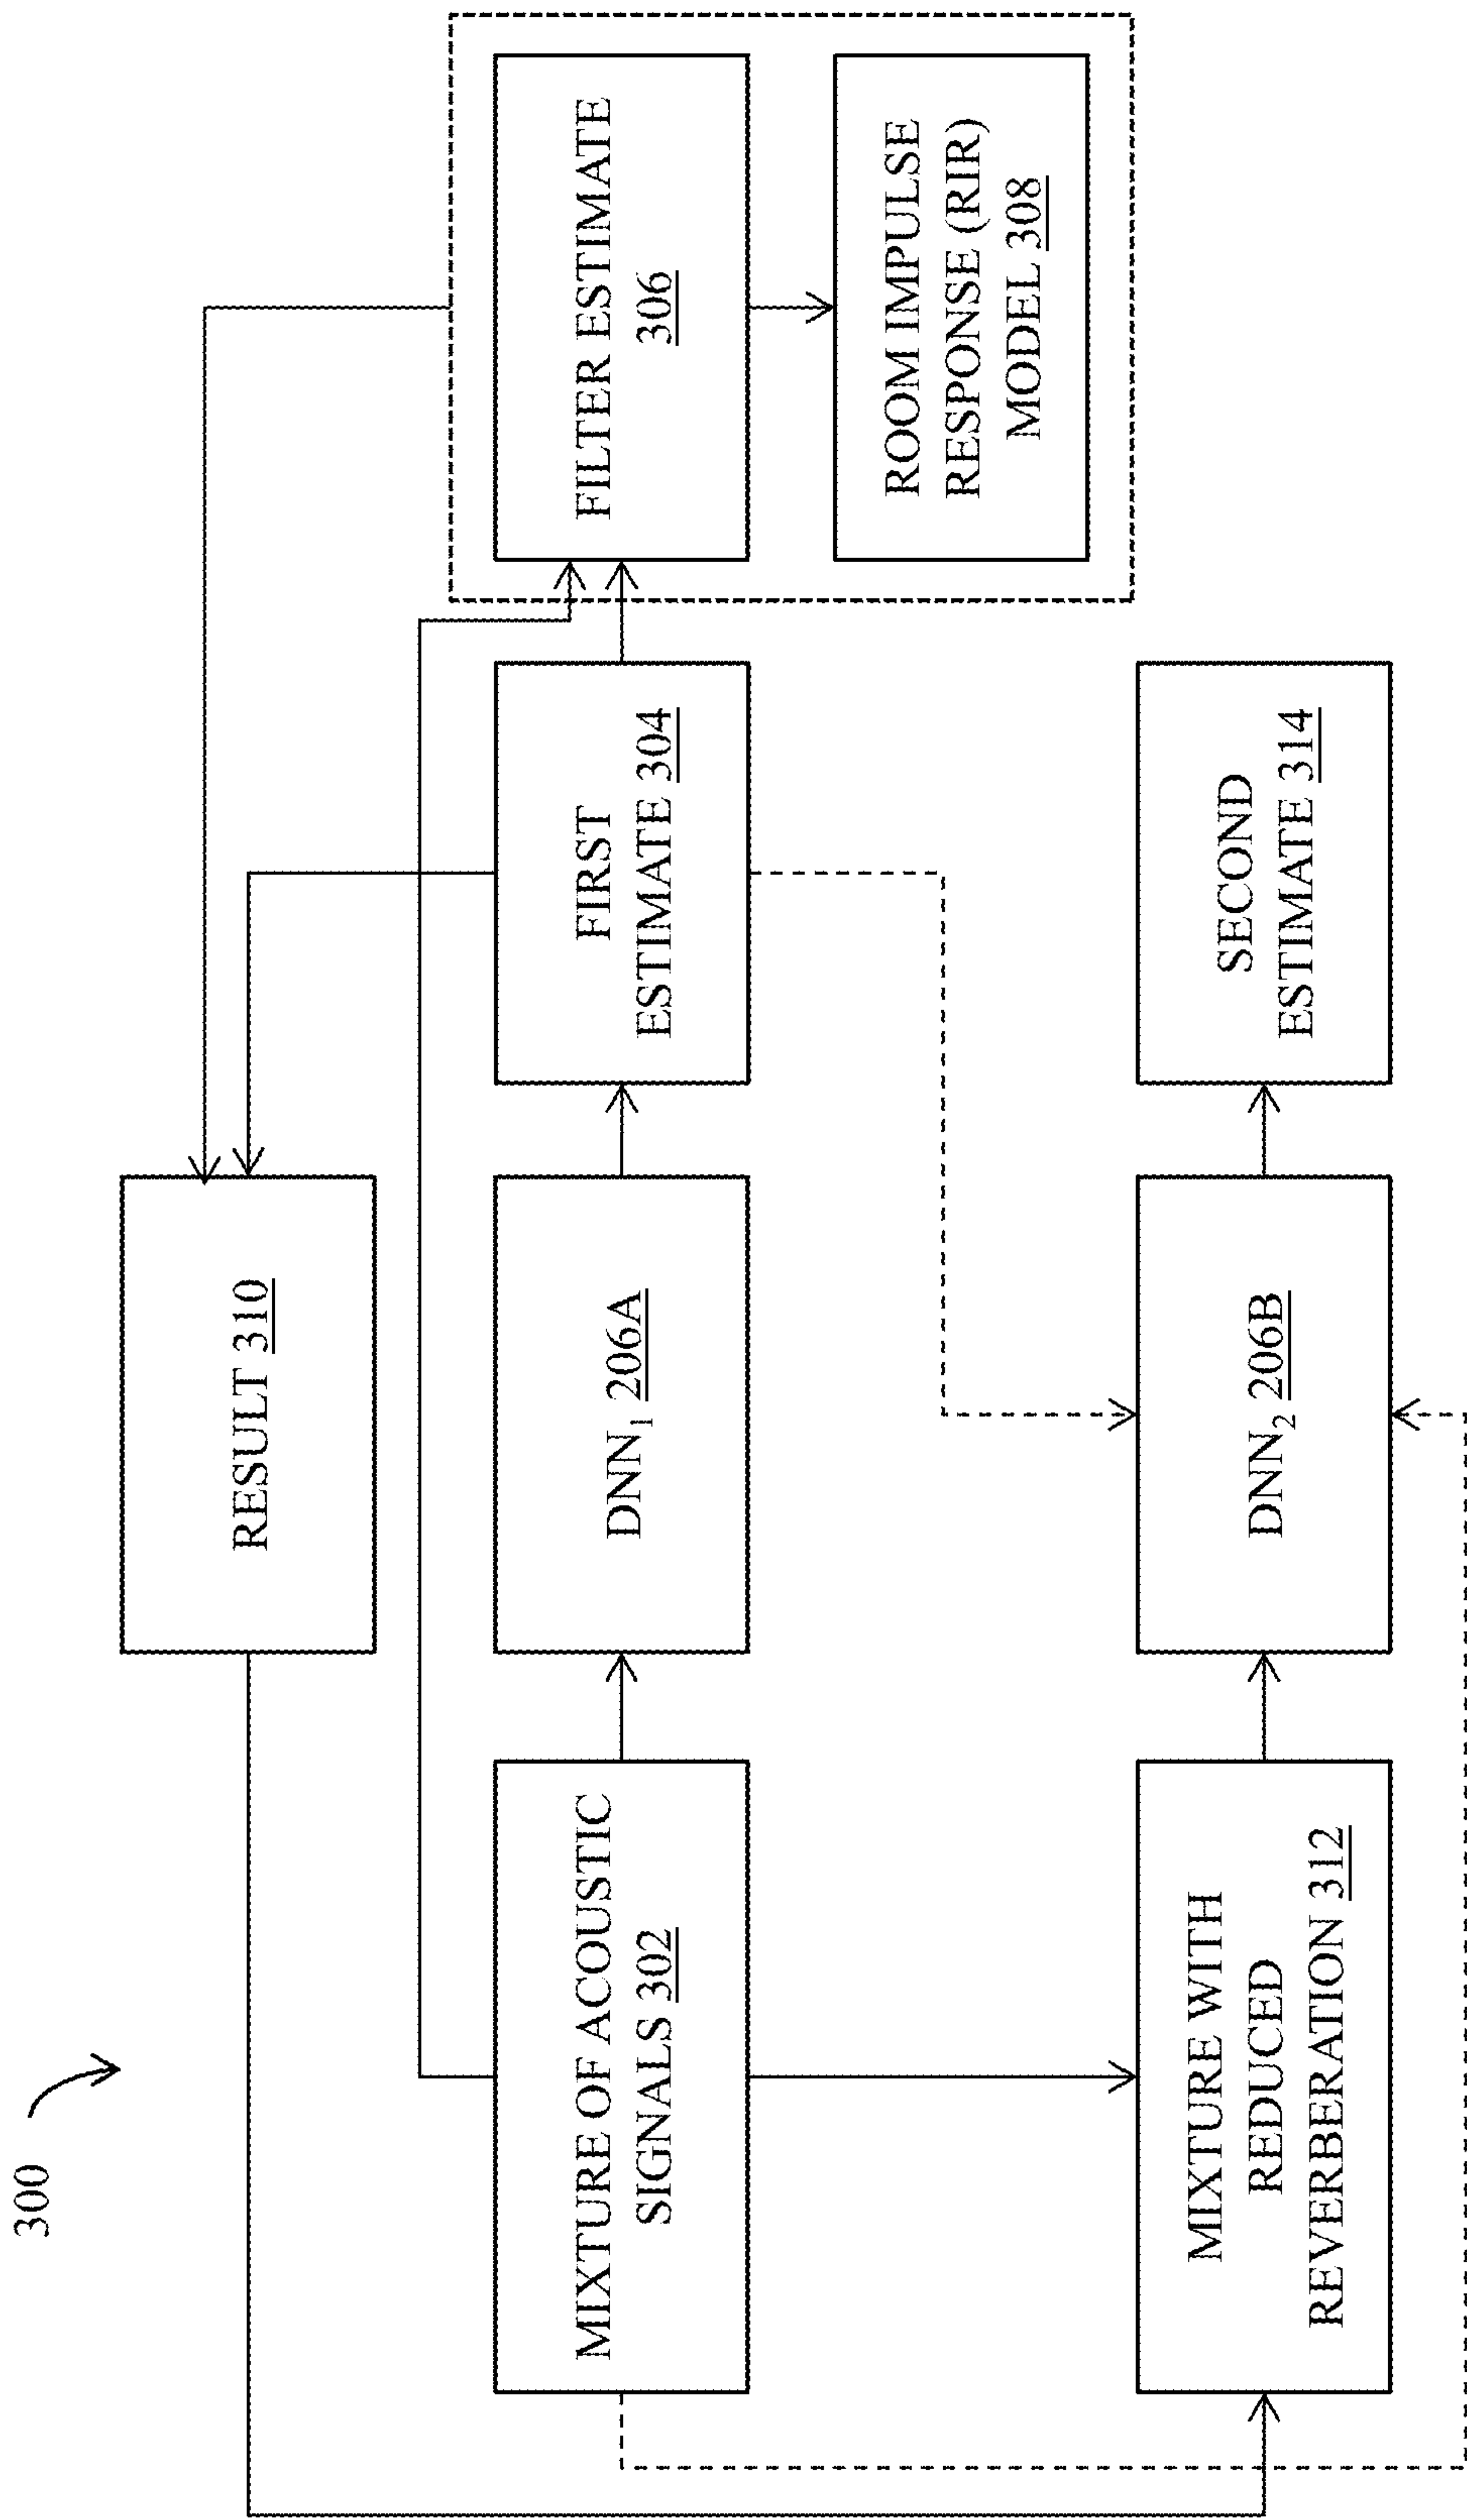 300
RESULT 310
MIXTURE OF ACOUSTIC
SIGNALS 302
DNN₁ 206A
FIRST
ESTIMATE 304
FILTER ESTIMATE
306
ROOM IMPULSE
RESPONSE (RIR)
MODEL 308
MIXTURE WITH
REDUCED
REVERBERATION 312
DNN₂ 206B
SECOND
ESTIMATE 314